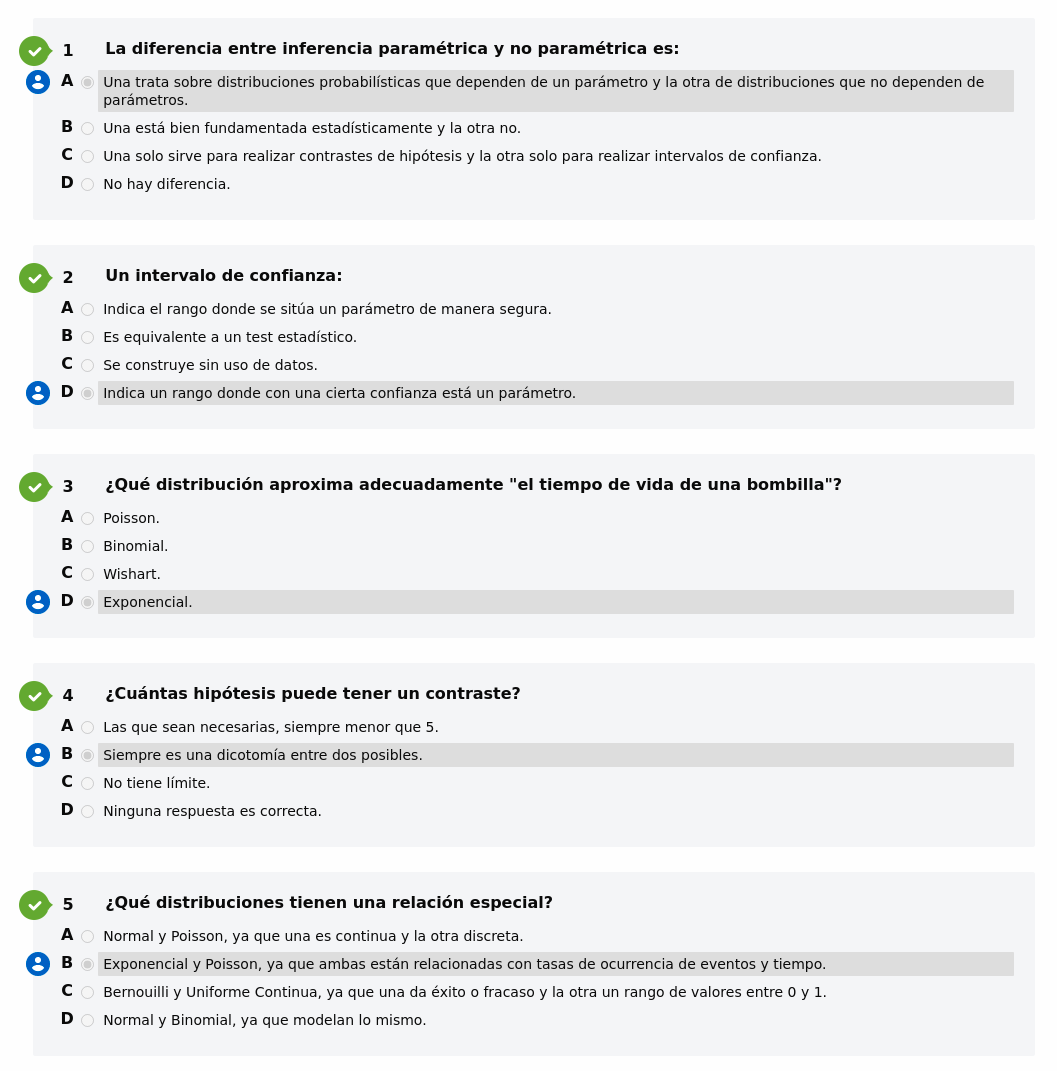 1 La diferencia entre inferencia paramétrica y no paramétrica es:
A Una trata sobre distribuciones probabilísticas que dependen de un parámetro y la otra de distribuciones que no dependen de
parámetros.
B Una está bien fundamentada estadísticamente y la otra no.
C Una solo sirve para realizar contrastes de hipótesis y la otra solo para realizar intervalos de confianza.
D No hay diferencia.
2 Un intervalo de confianza:
A Indica el rango donde se sitúa un parámetro de manera segura.
B Es equivalente a un test estadístico.
C Se construye sin uso de datos.
D Indica un rango donde con una cierta confianza está un parámetro.
3 ¿Qué distribución aproxima adecuadamente "el tiempo de vida de una bombilla"?
A Poisson.
B Binomial.
C Wishart.
D Exponencial.
4 ¿Cuántas hipótesis puede tener un contraste?
A Las que sean necesarias, siempre menor que 5.
B Siempre es una dicotomía entre dos posibles.
C No tiene límite.
D Ninguna respuesta es correcta.
5 ¿Qué distribuciones tienen una relación especial?
A Normal y Poisson, ya que una es continua y la otra discreta.
B Exponencial y Poisson, ya que ambas están relacionadas con tasas de ocurrencia de eventos y tiempo.
C Bernouilli y Uniforme Continua, ya que una da éxito o fracaso y la otra un rango de valores entre 0 y 1.
D Normal y Binomial, ya que modelan lo mismo.